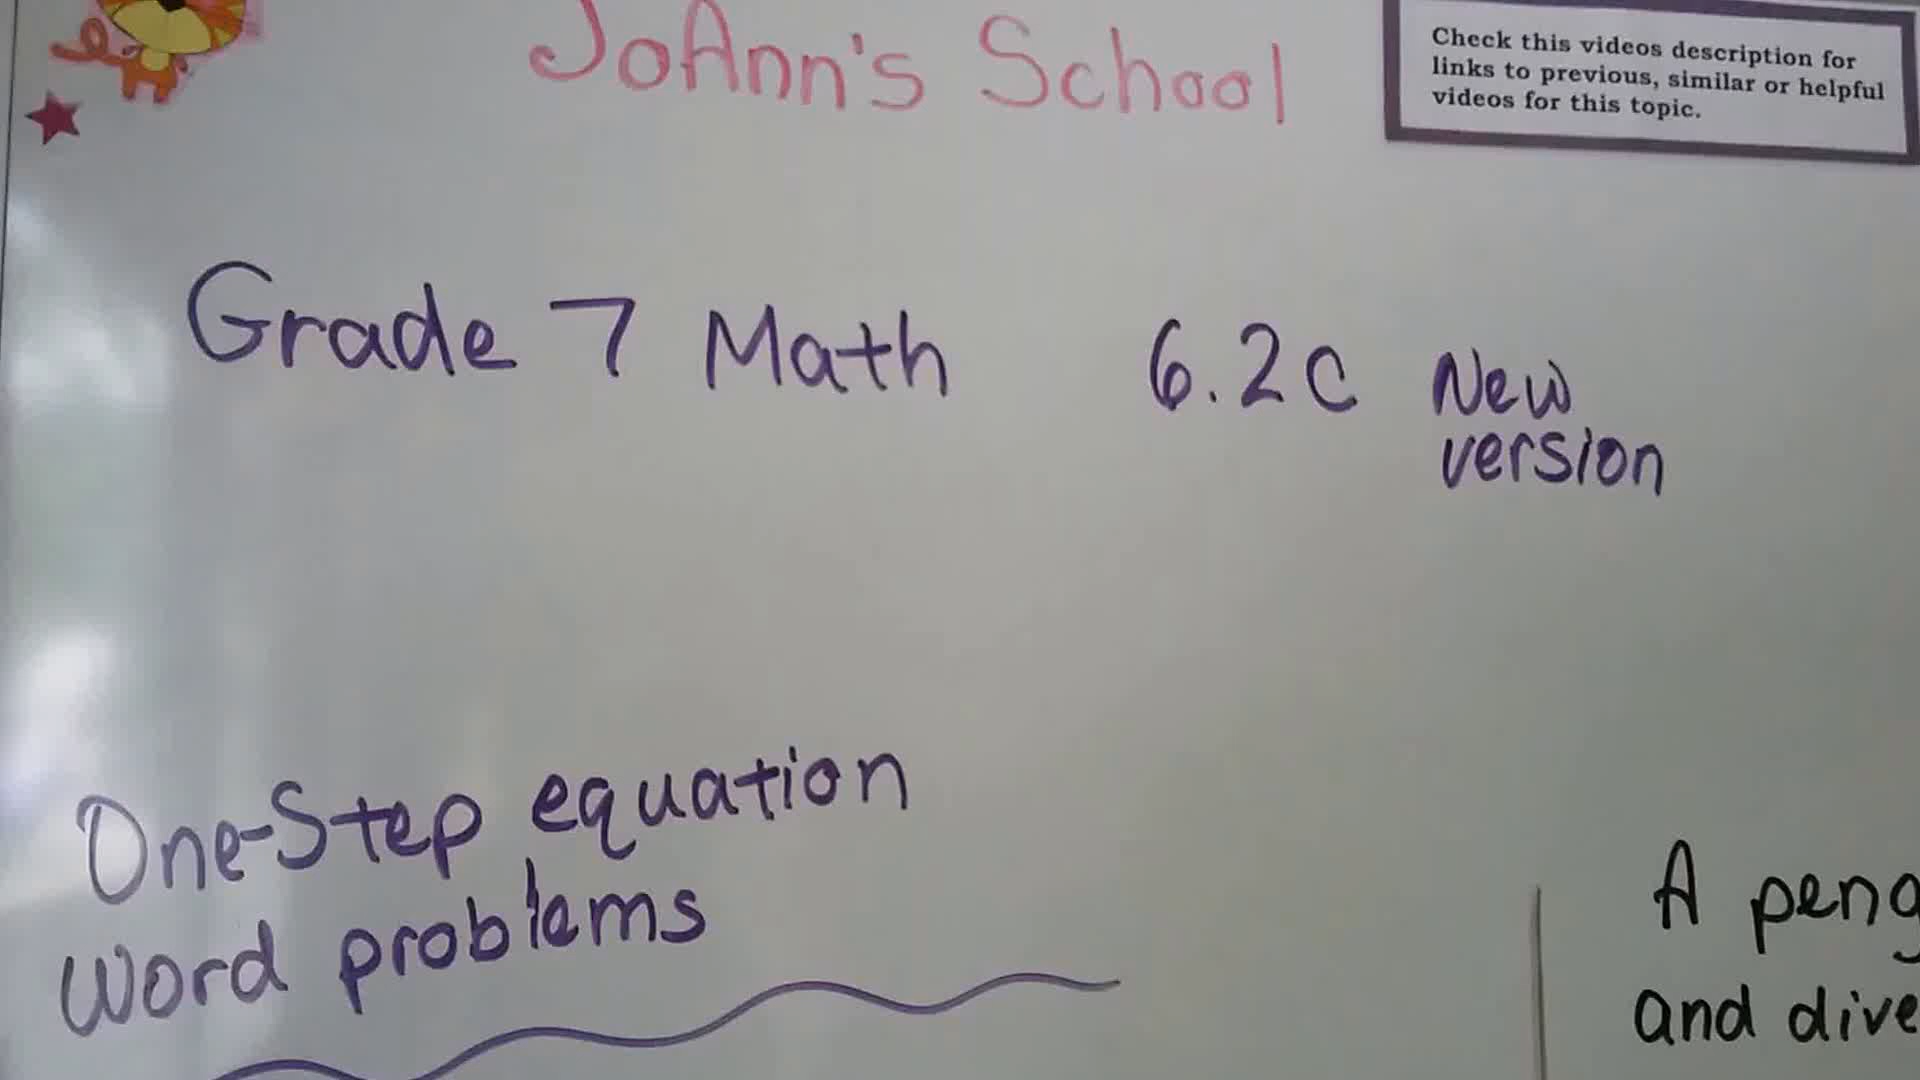 JoAnn's School
Check this videos description for
links to previous, similar or helpful
videos for this topic.
Grade 7 Math 6.2c New
version
One-Step equation
word problems
A peng
and dive